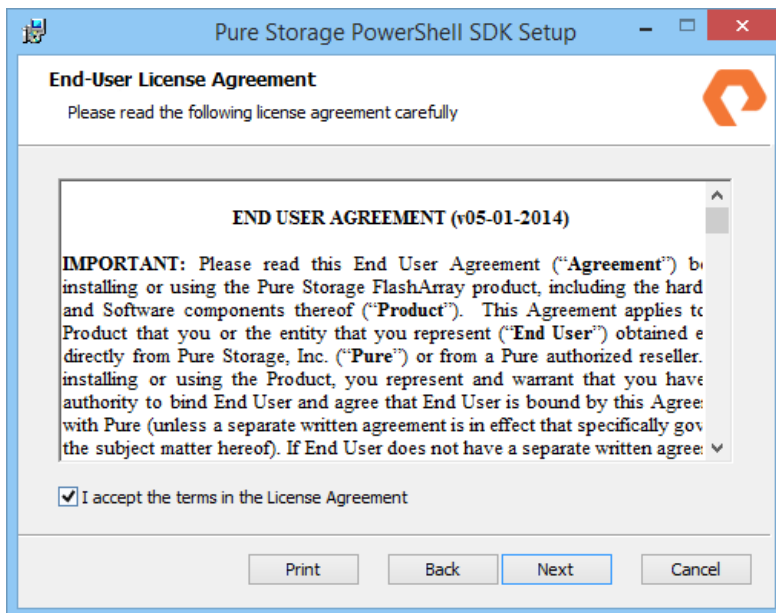 Pure Storage PowerShell SDK Setup
End-User License Agreement
Please read the following license agreement carefully
END USER AGREEMENT (v05-01-2014)
IMPORTANT: Please read this End User Agreement (“Agreement”)
installing or using the Pure Storage FlashArray product, including the hard
and Software components thereof (“Product”). This Agreement applies to
Product that you or the entity that you represent (“End User”) obtained e
directly from Pure Storage, Inc. (“Pure”) or from a Pure authorized reseller.
installing or using the Product, you represent and warrant that you have
authority to bind End User and agree that End User is bound by this Agree
with Pure (unless a separate written agreement is in effect that specifically gov
the subject matter hereof). If End User does not have a separate written agree
I accept the terms in the License Agreement
Print Back Next Cancel